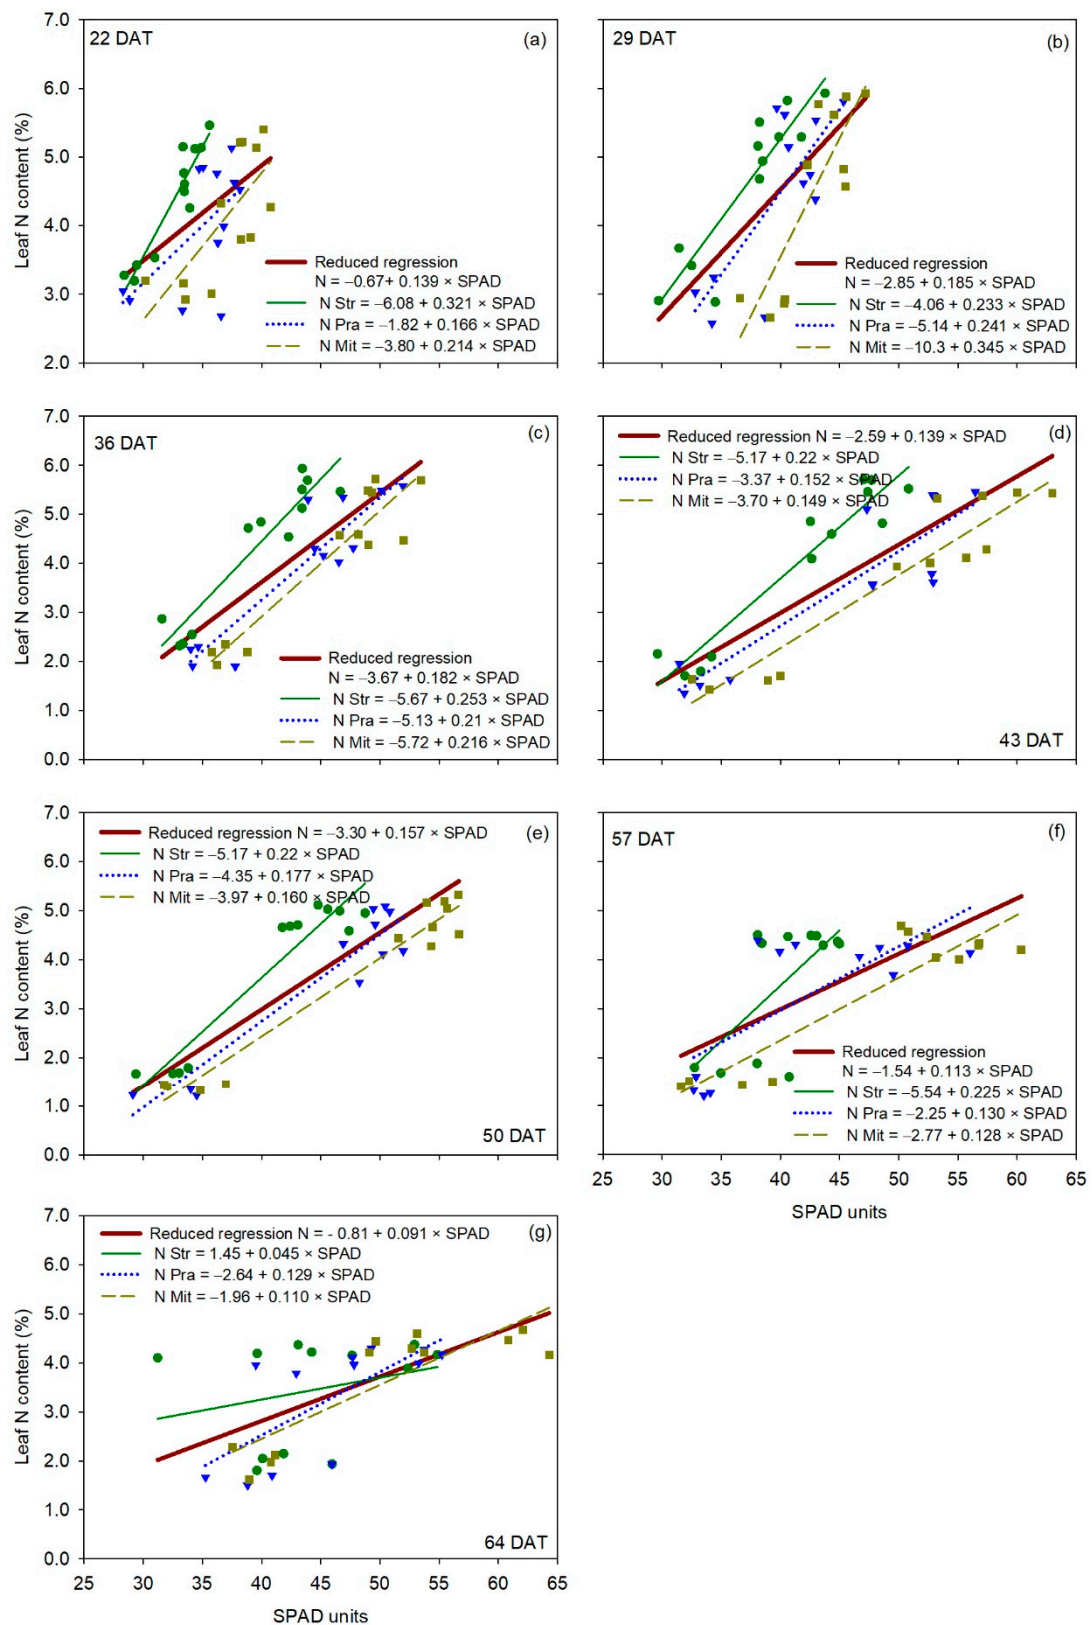 22 DAT
(a)
7.0
6.0
5.0
4.0
3.0
2.0
Leaf N content (%)
Reduced regression
N = −0.67+ 0.139 × SPAD
N Str = −6.08 + 0.321 × SPAD
N Pra = −1.82 + 0.166 × SPAD
N Mit = −3.80 + 0.214 × SPAD
29 DAT
(b)
Reduced regression
N = −2.85 + 0.185 × SPAD
N Str = −4.06 + 0.233 × SPAD
N Pra = −5.14 + 0.241 × SPAD
N Mit = −10.3 + 0.345 × SPAD
36 DAT
(c)
7.0
6.0
5.0
4.0
3.0
2.0
1.0
0.0
Leaf N content (%)
Reduced regression
N = −3.67 + 0.182 × SPAD
N Str = −5.67 + 0.253 × SPAD
N Pra = −5.13 + 0.21 × SPAD
N Mit = −5.72 + 0.216 × SPAD
(d)
Reduced regression N = −2.59 + 0.139 × SPAD
N Str = −5.17 + 0.22 × SPAD
N Pra = −3.37 + 0.152 × SPAD
N Mit = −3.70 + 0.149 × SPAD
43 DAT
(e)
7.0
6.0
5.0
4.0
3.0
2.0
1.0
0.0
Leaf N content (%)
Reduced regression N = −3.30 + 0.157 × SPAD
N Str = −5.17 + 0.22 × SPAD
N Pra = −4.35 + 0.177 × SPAD
N Mit = −3.97 + 0.160 × SPAD
50 DAT
57 DAT
(f)
Reduced regression
N = −1.54 + 0.113 × SPAD
N Str = −5.54 + 0.225 × SPAD
N Pra = −2.25 + 0.130 × SPAD
N Mit = −2.77 + 0.128 × SPAD
25 30 35 40 45 50 55 60 65
SPAD units
(g)
7.0
6.0
5.0
4.0
3.0
2.0
1.0
0.0
Leaf N content (%)
Reduced regression N = - 0.81 + 0.091 × SPAD
N Str = 1.45 + 0.045 × SPAD
N Pra = −2.64 + 0.129 × SPAD
N Mit = −1.96 + 0.110 × SPAD
64 DAT
25 30 35 40 45 50 55 60 65
SPAD units